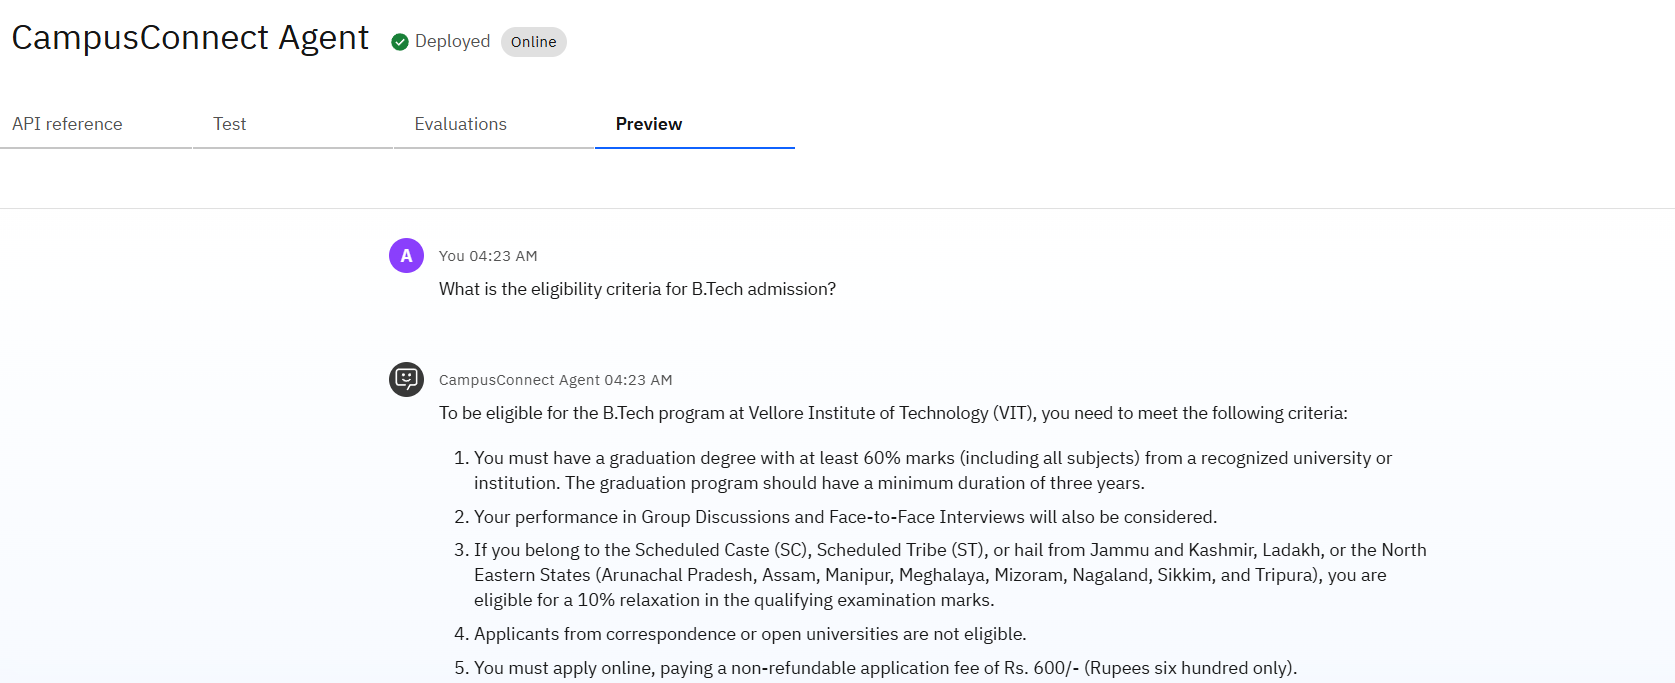 CampusConnect Agent Deployed Online
API reference Test Evaluations Preview
A You 04:23 AM
What is the eligibility criteria for B.Tech admission?
CampusConnect Agent 04:23 AM
To be eligible for the B.Tech program at Vellore Institute of Technology (VIT), you need to meet the following criteria:
1. You must have a graduation degree with at least 60% marks (including all subjects) from a recognized university or
institution. The graduation program should have a minimum duration of three years.
2. Your performance in Group Discussions and Face-to-Face Interviews will also be considered.
3. If you belong to the Scheduled Caste (SC), Scheduled Tribe (ST), or hail from Jammu and Kashmir, Ladakh, or the North
Eastern States (Arunachal Pradesh, Assam, Manipur, Meghalaya, Mizoram, Nagaland, Sikkim, and Tripura), you are
eligible for a 10% relaxation in the qualifying examination marks.
4. Applicants from correspondence or open universities are not eligible.
5. You must apply online, paying a non-refundable application fee of Rs. 600/- (Rupees six hundred only).